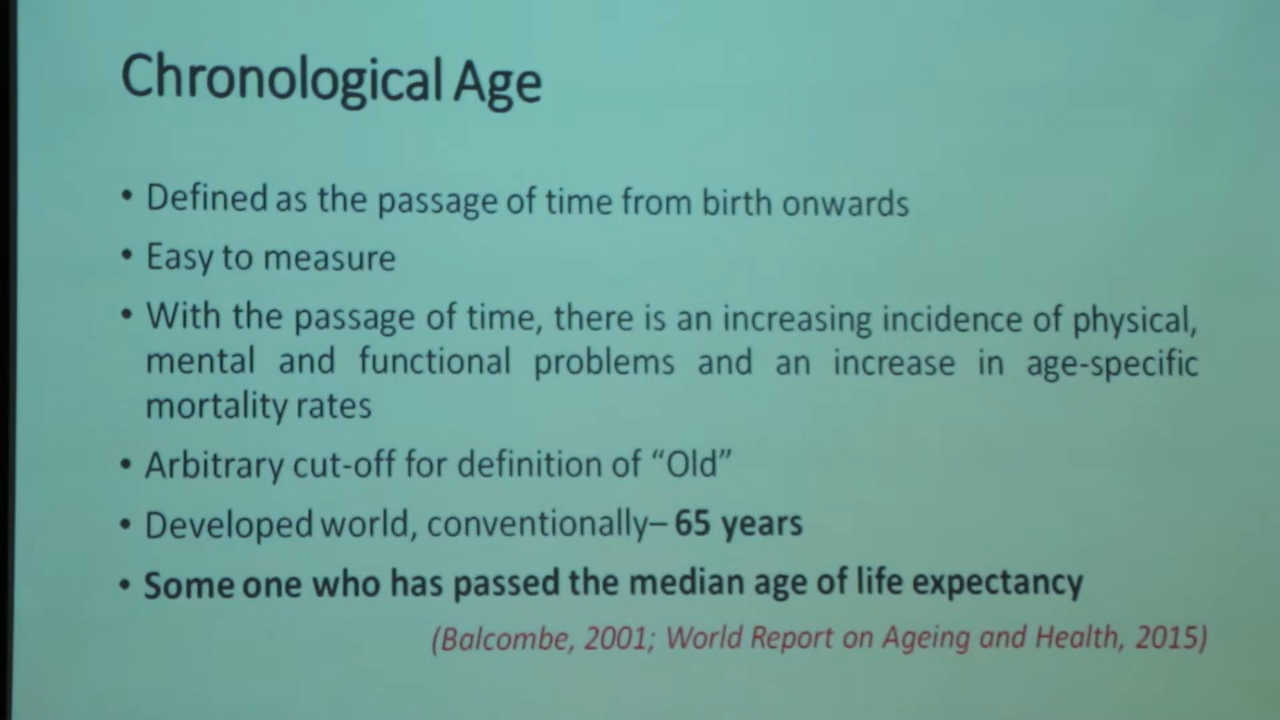 Chronological Age
• Defined as the passage of time from birth onwards
• Easy to measure
• With the passage of time, there is an increasing incidence of physical,
mental and functional problems and an increase in age-specific
mortality rates
• Arbitrary cut-off for definition of “Old”
• Developed world, conventionally– 65 years
• Some one who has passed the median age of life expectancy
(Balcombe, 2001; World Report on Ageing and Health, 2015)